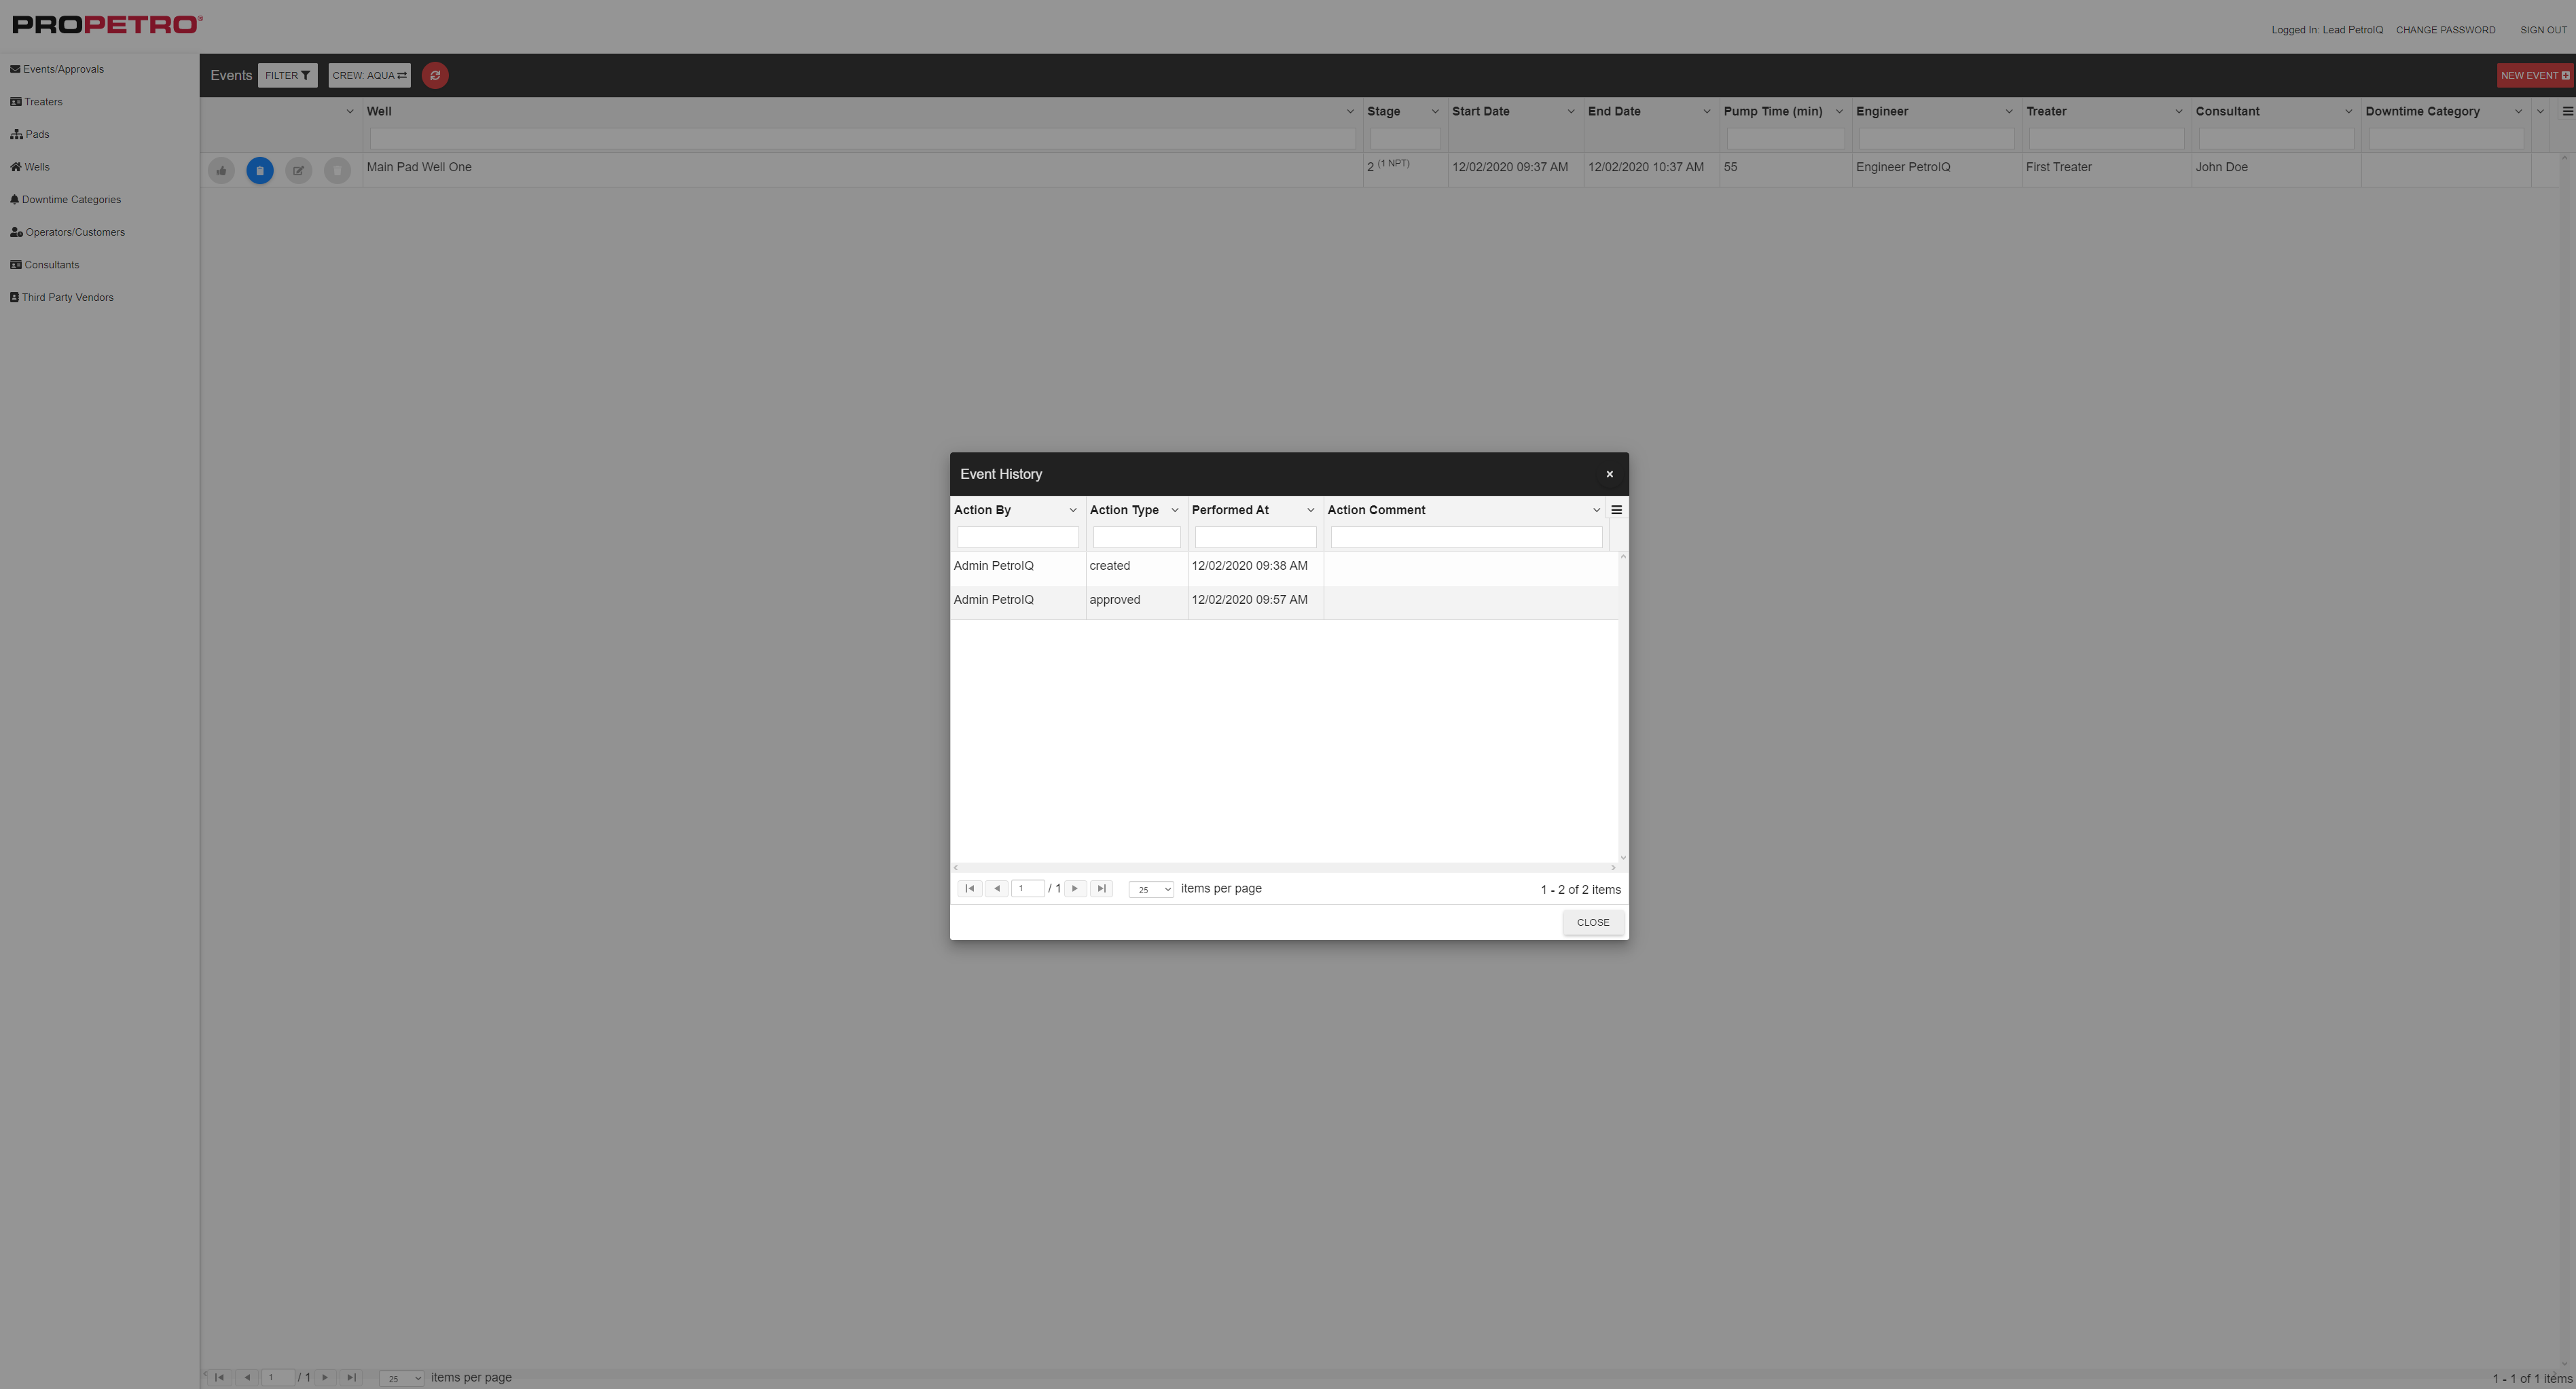 PROPETRO®
Logged In: Lead PetroIQ CHANGE PASSWORD SIGN OUT
Events/Approvals
Treaters
Pads
Wells
Downtime Categories
Operators/Customers
Consultants
Third Party Vendors
Events FILTER CREW: AQUA NEW EVENT
Well Stage Start Date End Date Pump Time (min) Engineer Treater Consultant Downtime Category
Main Pad Well One 2 (1 NPT) 12/02/2020 09:37 AM 12/02/2020 10:37 AM 55 Engineer PetroIQ First Treater John Doe
Event History ×
Action By Action Type Performed At Action Comment
Admin PetroIQ created 12/02/2020 09:38 AM
Admin PetroIQ approved 12/02/2020 09:57 AM
1 / 1 25 items per page 1 - 2 of 2 items
CLOSE
1 / 1 25 items per page 1 - 1 of 1 items